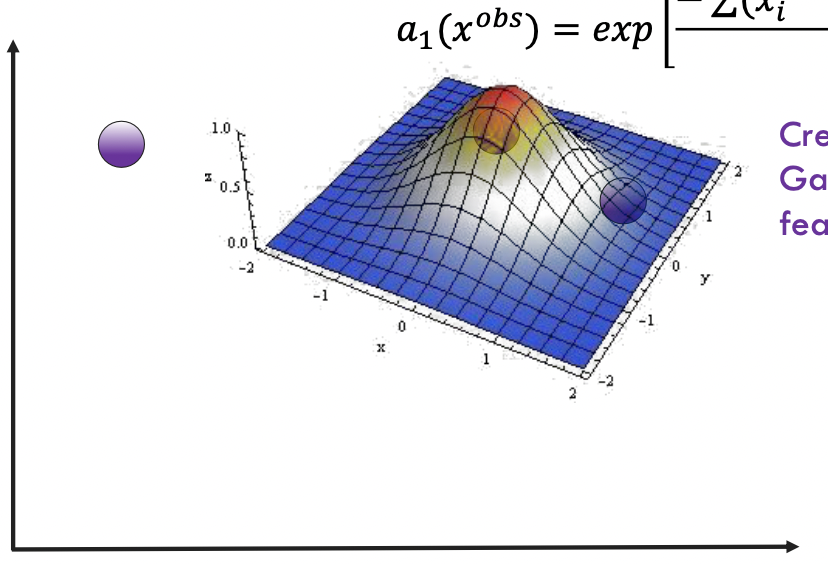 a₁(x^obs) = exp[−Σ(xᵢ
Cre
Ga
fea
1.0
z
0.5
0.0
-2
-1
0
x
1
2
2
1
0
y
-1
-2